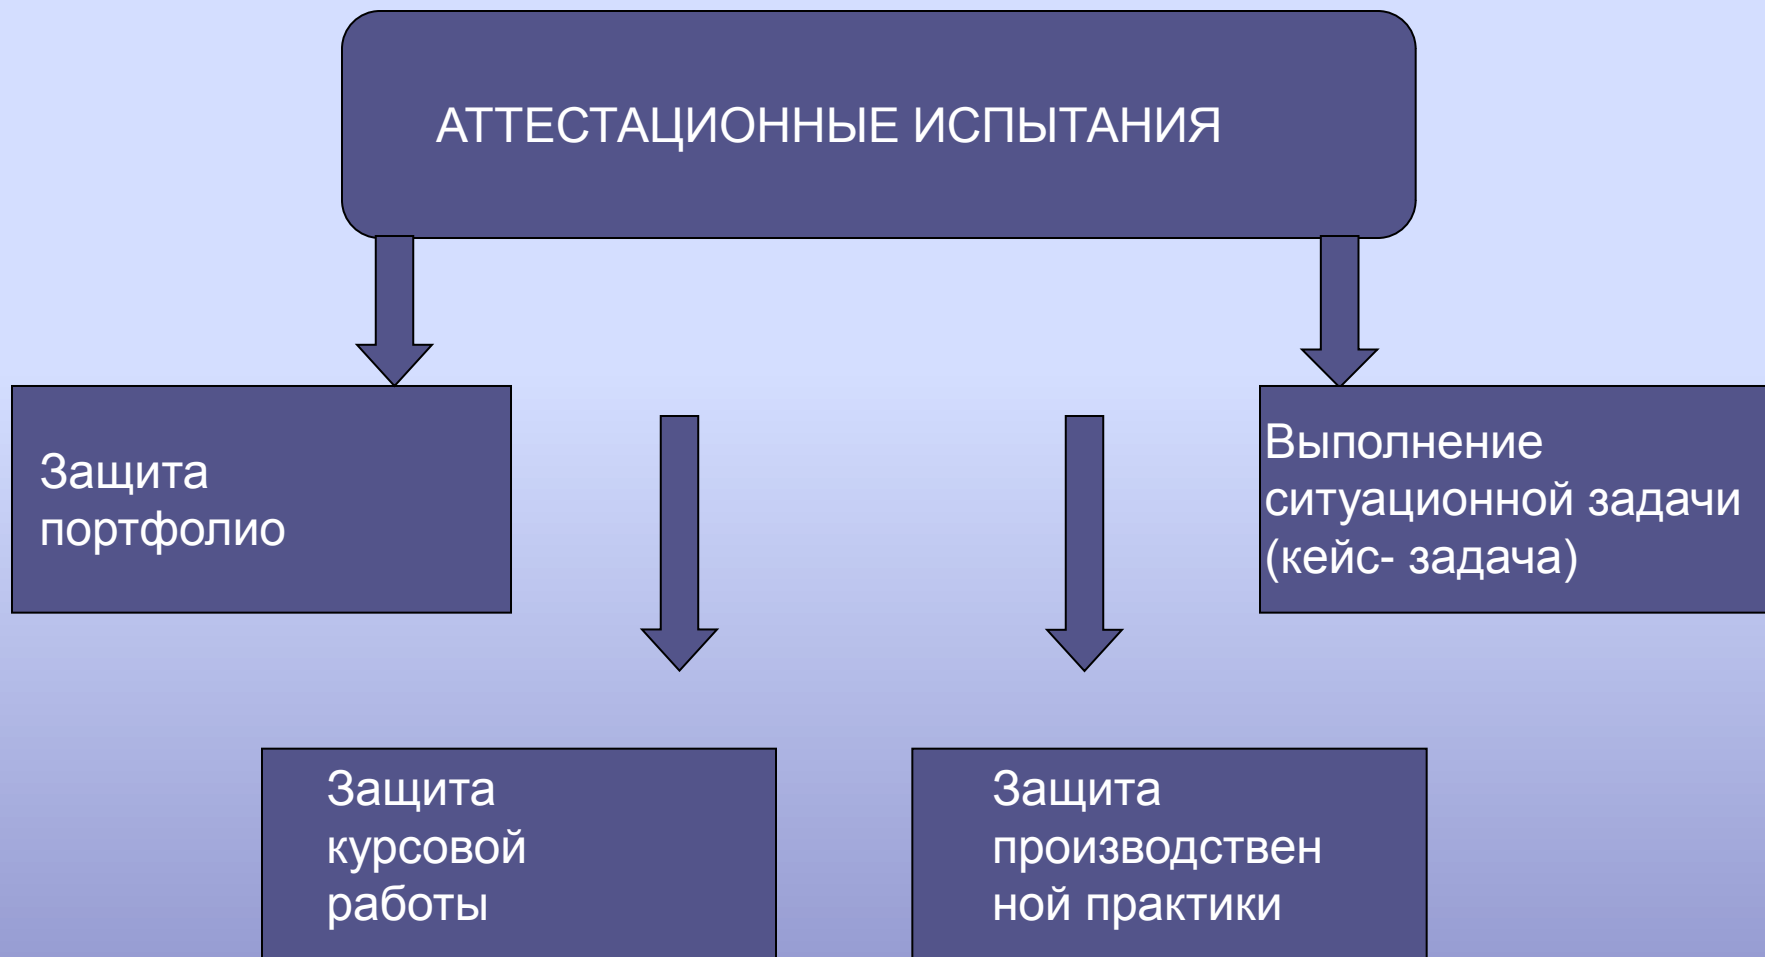 АТТЕСТАЦИОННЫЕ ИСПЫТАНИЯ
Защита
портфолио
Выполнение
ситуационной задачи
(кейс- задача)
Защита
курсовой
работы
Защита
производствен
ной практики